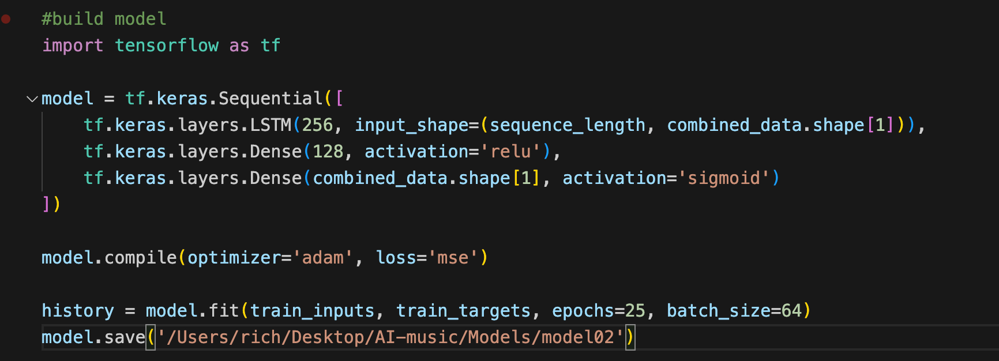 #build model
import tensorflow as tf
model = tf.keras.Sequential([
tf.keras.layers.LSTM(256, input_shape=(sequence_length, combined_data.shape[1])),
tf.keras.layers.Dense(128, activation='relu'),
tf.keras.layers.Dense(combined_data.shape[1], activation='sigmoid')
])
model.compile(optimizer='adam', loss='mse')
history = model.fit(train_inputs, train_targets, epochs=25, batch_size=64)
model.save('/Users/rich/Desktop/AI-music/Models/model02')